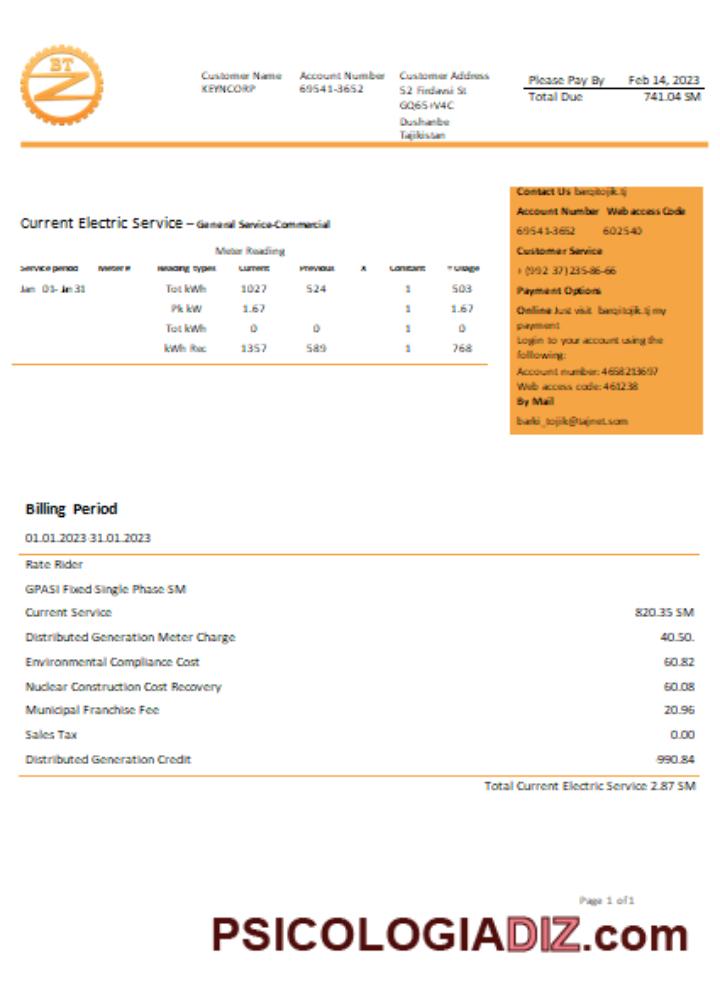 BT
Z
Customer Name Account Number Customer Address
KEYNCORP 69541-3652 52 Firdavsi St
GQ65+V4C
Dushanbe
Tajikistan
Please Pay By Feb 14, 2023
Total Due 741.04 SM
Current Electric Service – General Service-Commercial
Meter Reading
Service period Meter # Reading types Current Previous X Constant = Usage
Jan 01- Jn 31 Tot kWh 1027 524 1 503
Pk kW 1.67 1 1.67
Tot kWh 0 0 1 0
kWh Rec 1357 589 1 768
Contact Us barqitojik.tj
Account Number Web access Code
69541-3652 602540
Customer Service
+ (992 37) 235-86-66
Payment Options
Online Just visit barqitojik.tj my
payment
Login to your account using the
following:
Account number: 4658213697
Web access code: 461238
By Mail
barki_tojik@tajnet.com
Billing Period
01.01.2023-31.01.2023
Rate Rider
GPASI Fixed Single Phase SM
Current Service 820.35 SM
Distributed Generation Meter Charge 40.50.
Environmental Compliance Cost 60.82
Nuclear Construction Cost Recovery 60.08
Municipal Franchise Fee 20.96
Sales Tax 0.00
Distributed Generation Credit -990.84
Total Current Electric Service 2.87 SM
Page 1 of1
PSICOLOGIADIZ.com